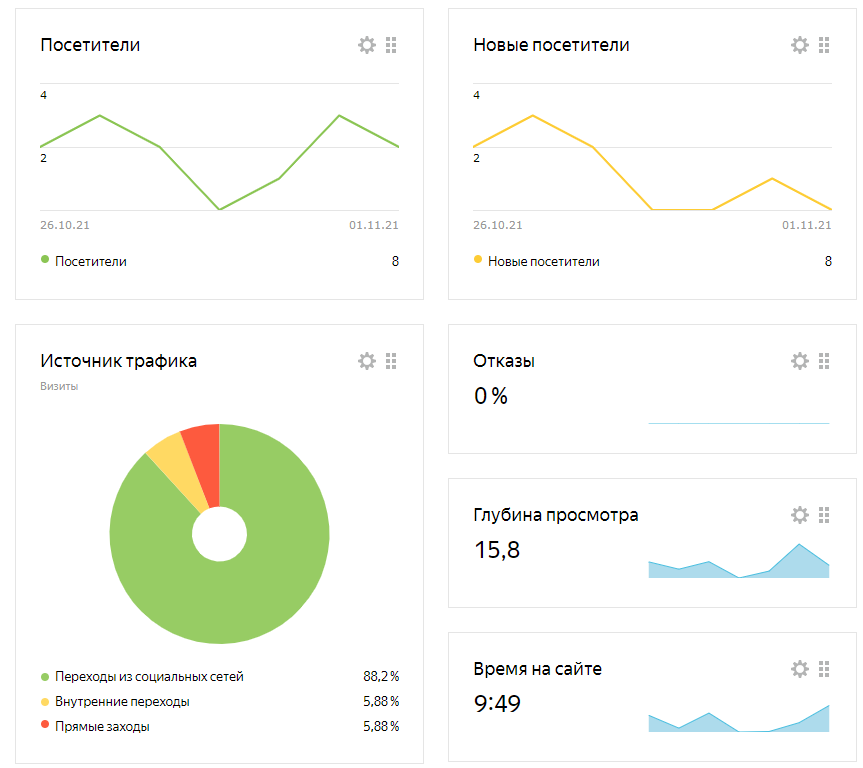 Посетители
4
2
26.10.21 01.11.21
Посетители 8
Новые посетители
4
2
26.10.21 01.11.21
Новые посетители 8
Источник трафика
Визиты
Переходы из социальных сетей 88,2 %
Внутренние переходы 5,88 %
Прямые заходы 5,88 %
Отказы
0 %
Глубина просмотра
15,8
Время на сайте
9:49